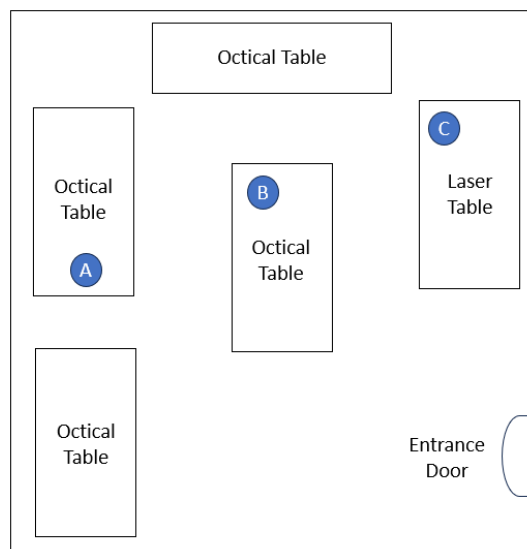 Octical Table
C
Octical
Table
Laser
Table
B
Octical
Table
A
Octical
Table
Entrance
Door